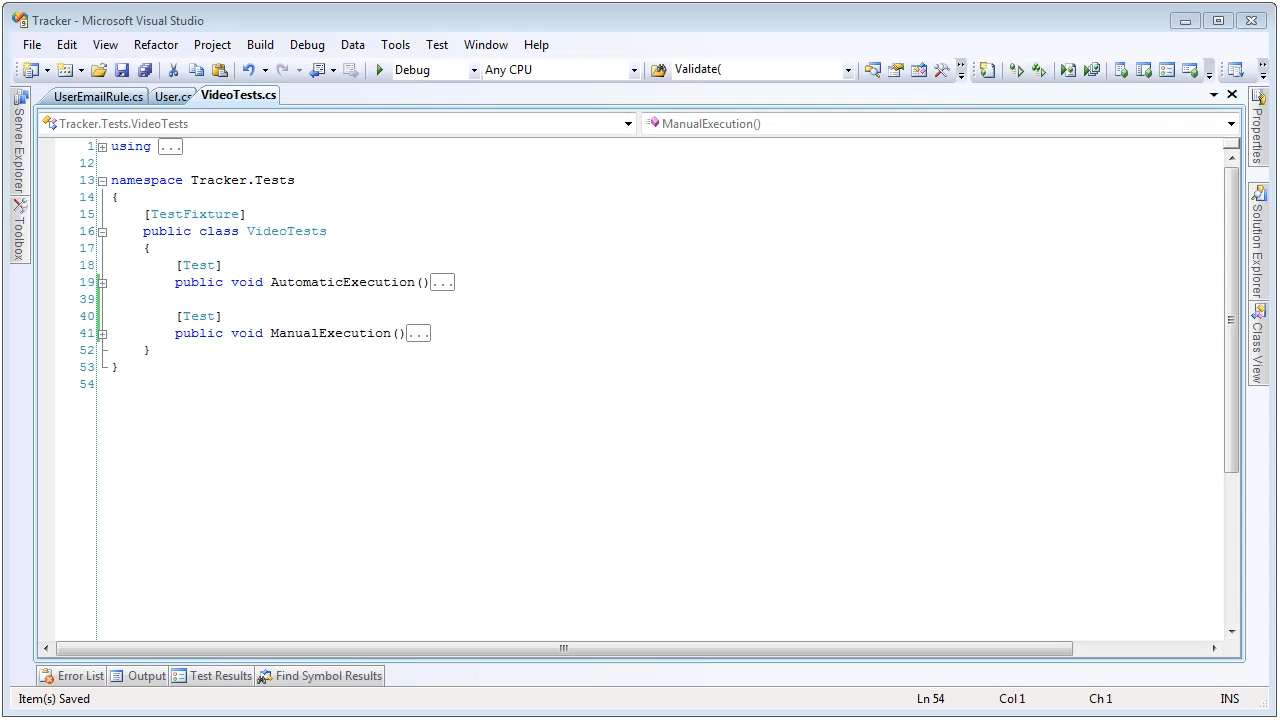 Tracker - Microsoft Visual Studio
File Edit View Refactor Project Build Debug Data Tools Test Window Help
Debug Any CPU Validate(
UserEmailRule.cs User.cs VideoTests.cs
Tracker.Tests.VideoTests ManualExecution()
Server Explorer
Toolbox
1 using ...
12
13 namespace Tracker.Tests
14 {
15 [TestFixture]
16 public class VideoTests
17 {
18 [Test]
19 public void AutomaticExecution()...
39
40 [Test]
41 public void ManualExecution()...
52 }
53 }
54
Properties
Solution Explorer
Class View
Error List Output Test Results Find Symbol Results
Item(s) Saved Ln 54 Col 1 Ch 1 INS